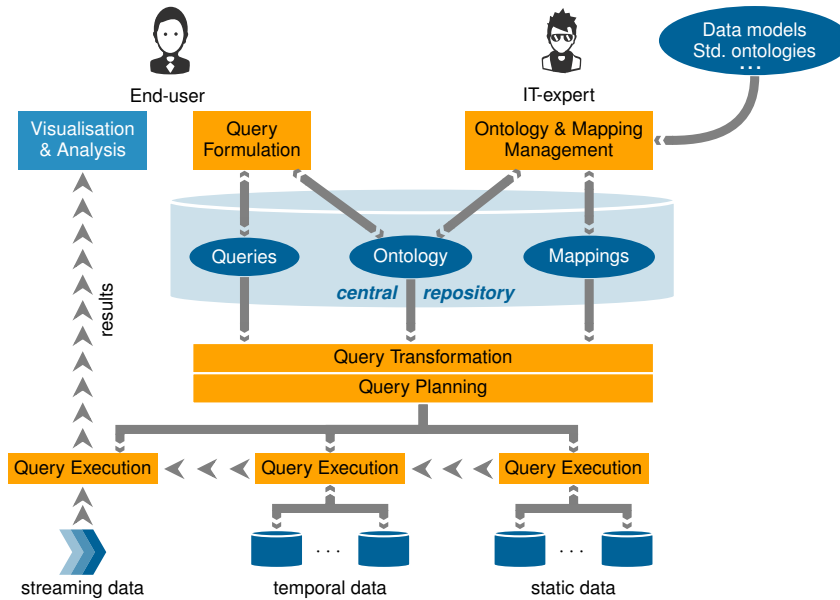 Data models
Std. ontologies
...
End-user
IT-expert
Visualisation
& Analysis
Query
Formulation
Ontology & Mapping
Management
Queries
Ontology
Mappings
central repository
results
Query Transformation
Query Planning
Query Execution
Query Execution
Query Execution
...
...
streaming data
temporal data
static data